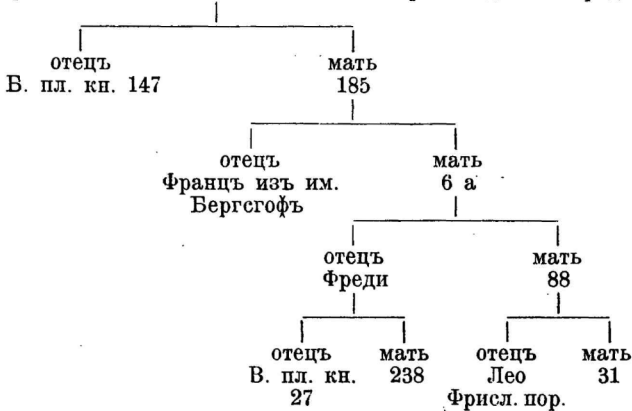 отецъ мать
Б. пл. кн. 147 185
отецъ мать
Францъ изъ им. 6 а
Бергсгофъ
отецъ мать
Фреди 88
отецъ мать отецъ мать
В. пл. кн. 238 Лео 31
27 Фрисл. пор.